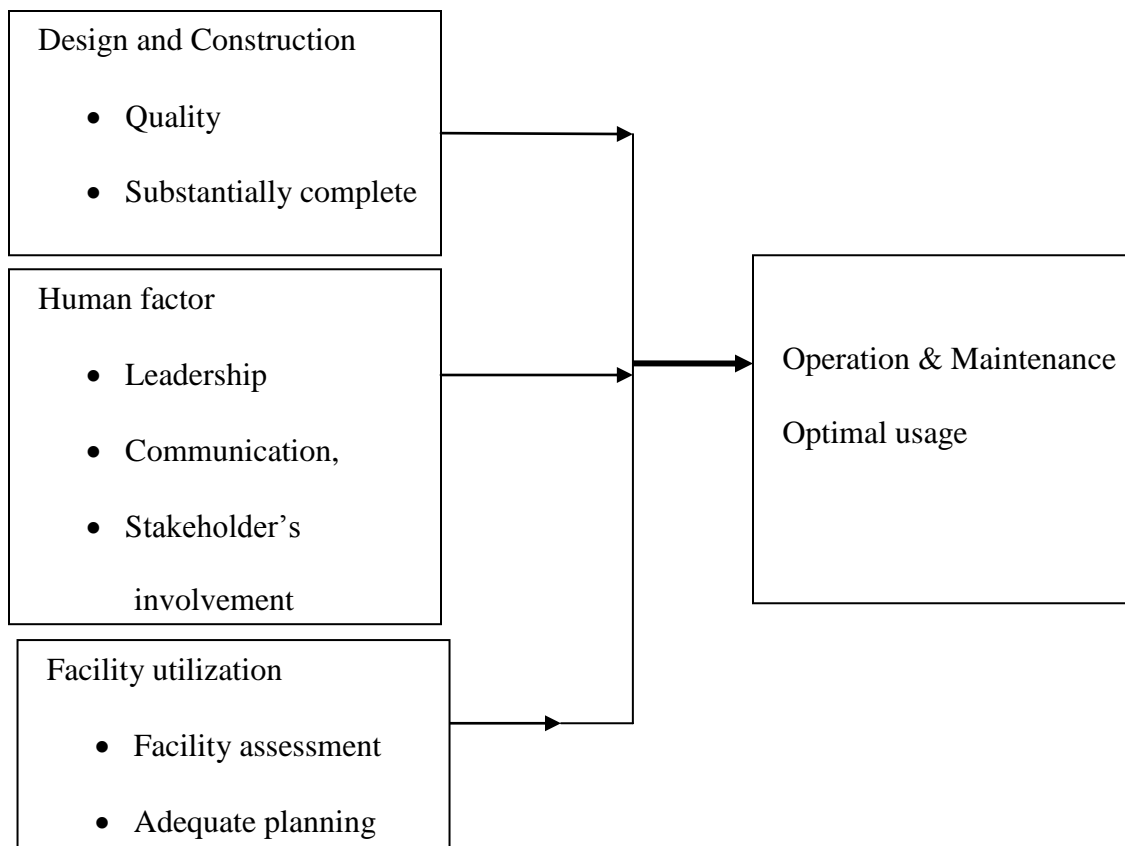 Design and Construction
• Quality
• Substantially complete
Human factor
• Leadership
• Communication,
• Stakeholder’s
involvement
Facility utilization
• Facility assessment
• Adequate planning
Operation & Maintenance
Optimal usage